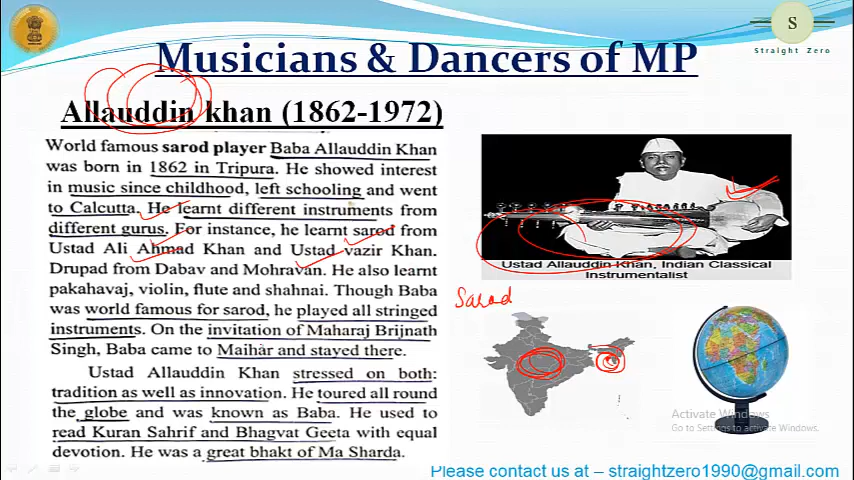 S
Straight Zero
Musicians & Dancers of MP
Allauddin khan (1862-1972)
World famous sarod player Baba Allauddin Khan
was born in 1862 in Tripura. He showed interest
in music since childhood, left schooling and went
to Calcutta. He learnt different instruments from
different gurus. For instance, he learnt sarod from
Ustad Ali Ahmad Khan and Ustad vazir Khan.
Drupad from Dabav and Mohravan. He also learnt
pakahavaj, violin, flute and shahnai. Though Baba
was world famous for sarod, he played all stringed
instruments. On the invitation of Maharaj Brijnath
Singh, Baba came to Maihar and stayed there.
Ustad Allauddin Khan stressed on both:
tradition as well as innovation. He toured all round
the globe and was known as Baba. He used to
read Kuran Sahrif and Bhagvat Geeta with equal
devotion. He was a great bhakt of Ma Sharda.
Ustad Allauddin Khan, Indian Classical
Instrumentalist
Sarod
Activate Windows
Go to Settings to activate Windows.
Please contact us at – straightzero1990@gmail.com